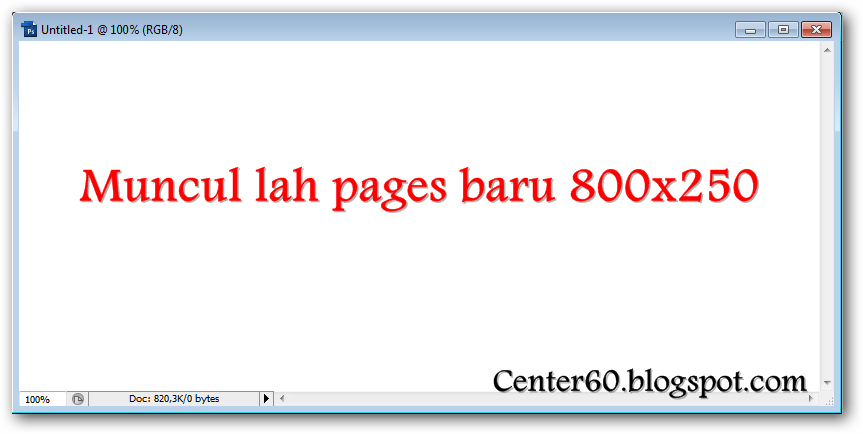 Ps Untitled-1 @ 100% (RGB/8)
Muncul lah pages baru 800x250
Center60.blogspot.com
100% Doc: 820,3K/0 bytes